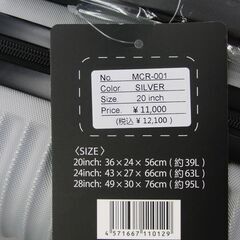 No. MCR-001
Color. SILVER
Size. 20 inch
Price. ¥ 11,000
(税込 ¥ 12,100)
〈SIZE〉
20inch: 36×24×56cm (約39L)
24inch: 43×27×66cm (約63L)
28inch: 49×30×76cm (約95L)
4 571667 110129